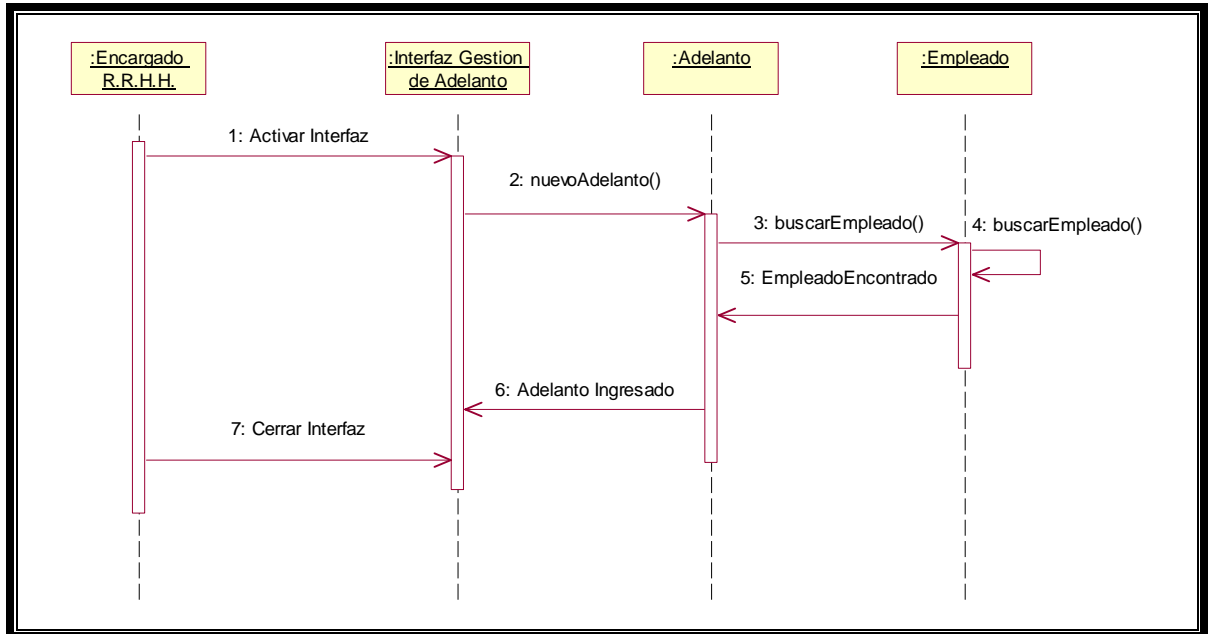 :Encargado
R.R.H.H.
:Interfaz Gestion
de Adelanto
:Adelanto
:Empleado
1: Activar Interfaz
2: nuevoAdelanto()
3: buscarEmpleado()
4: buscarEmpleado()
5: EmpleadoEncontrado
6: Adelanto Ingresado
7: Cerrar Interfaz